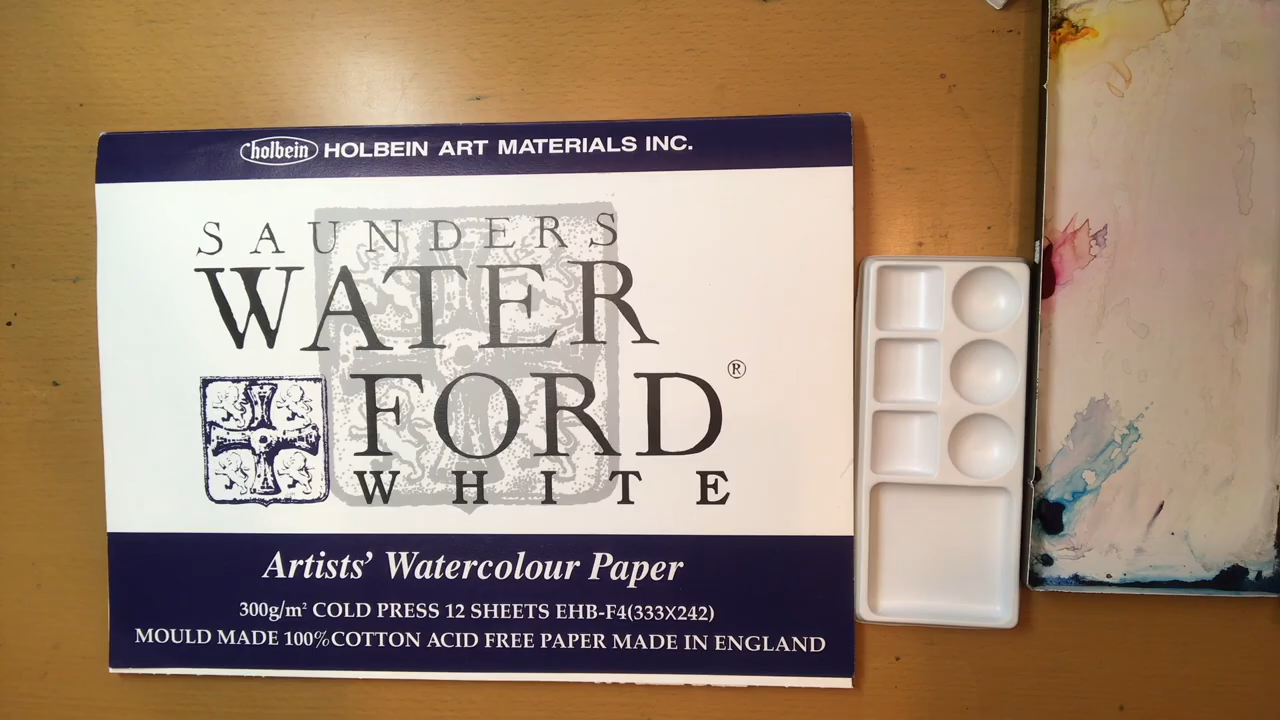 holbein HOLBEIN ART MATERIALS INC.
SAUNDERS
WATER
FORD®
WHITE
Artists' Watercolour Paper
300g/m² COLD PRESS 12 SHEETS EHB-F4(333X242)
MOULD MADE 100%COTTON ACID FREE PAPER MADE IN ENGLAND